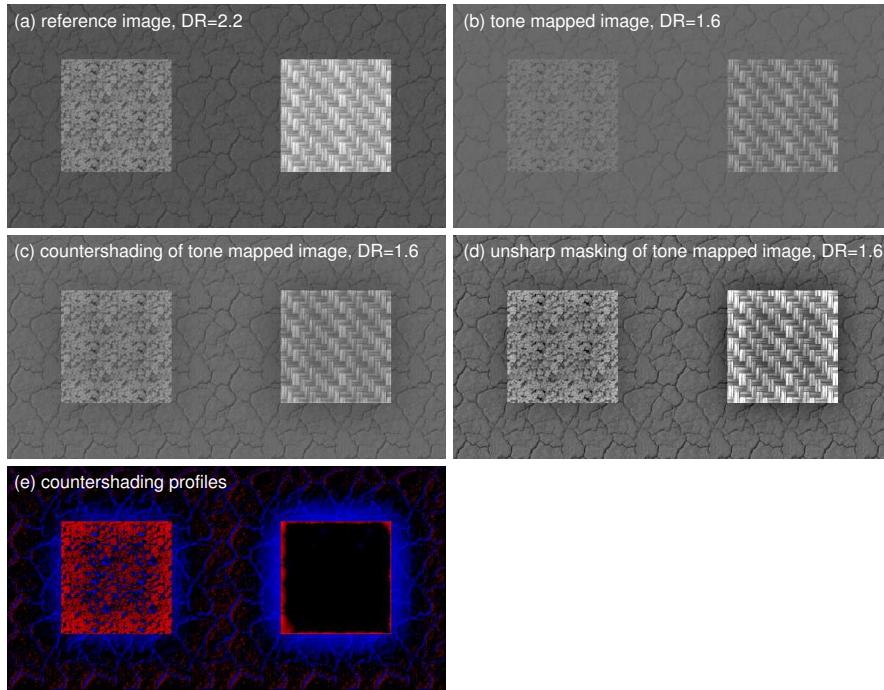 (a) reference image, DR=2.2
(b) tone mapped image, DR=1.6
(c) countershading of tone mapped image, DR=1.6
(d) unsharp masking of tone mapped image, DR=1.6
(e) countershading profiles